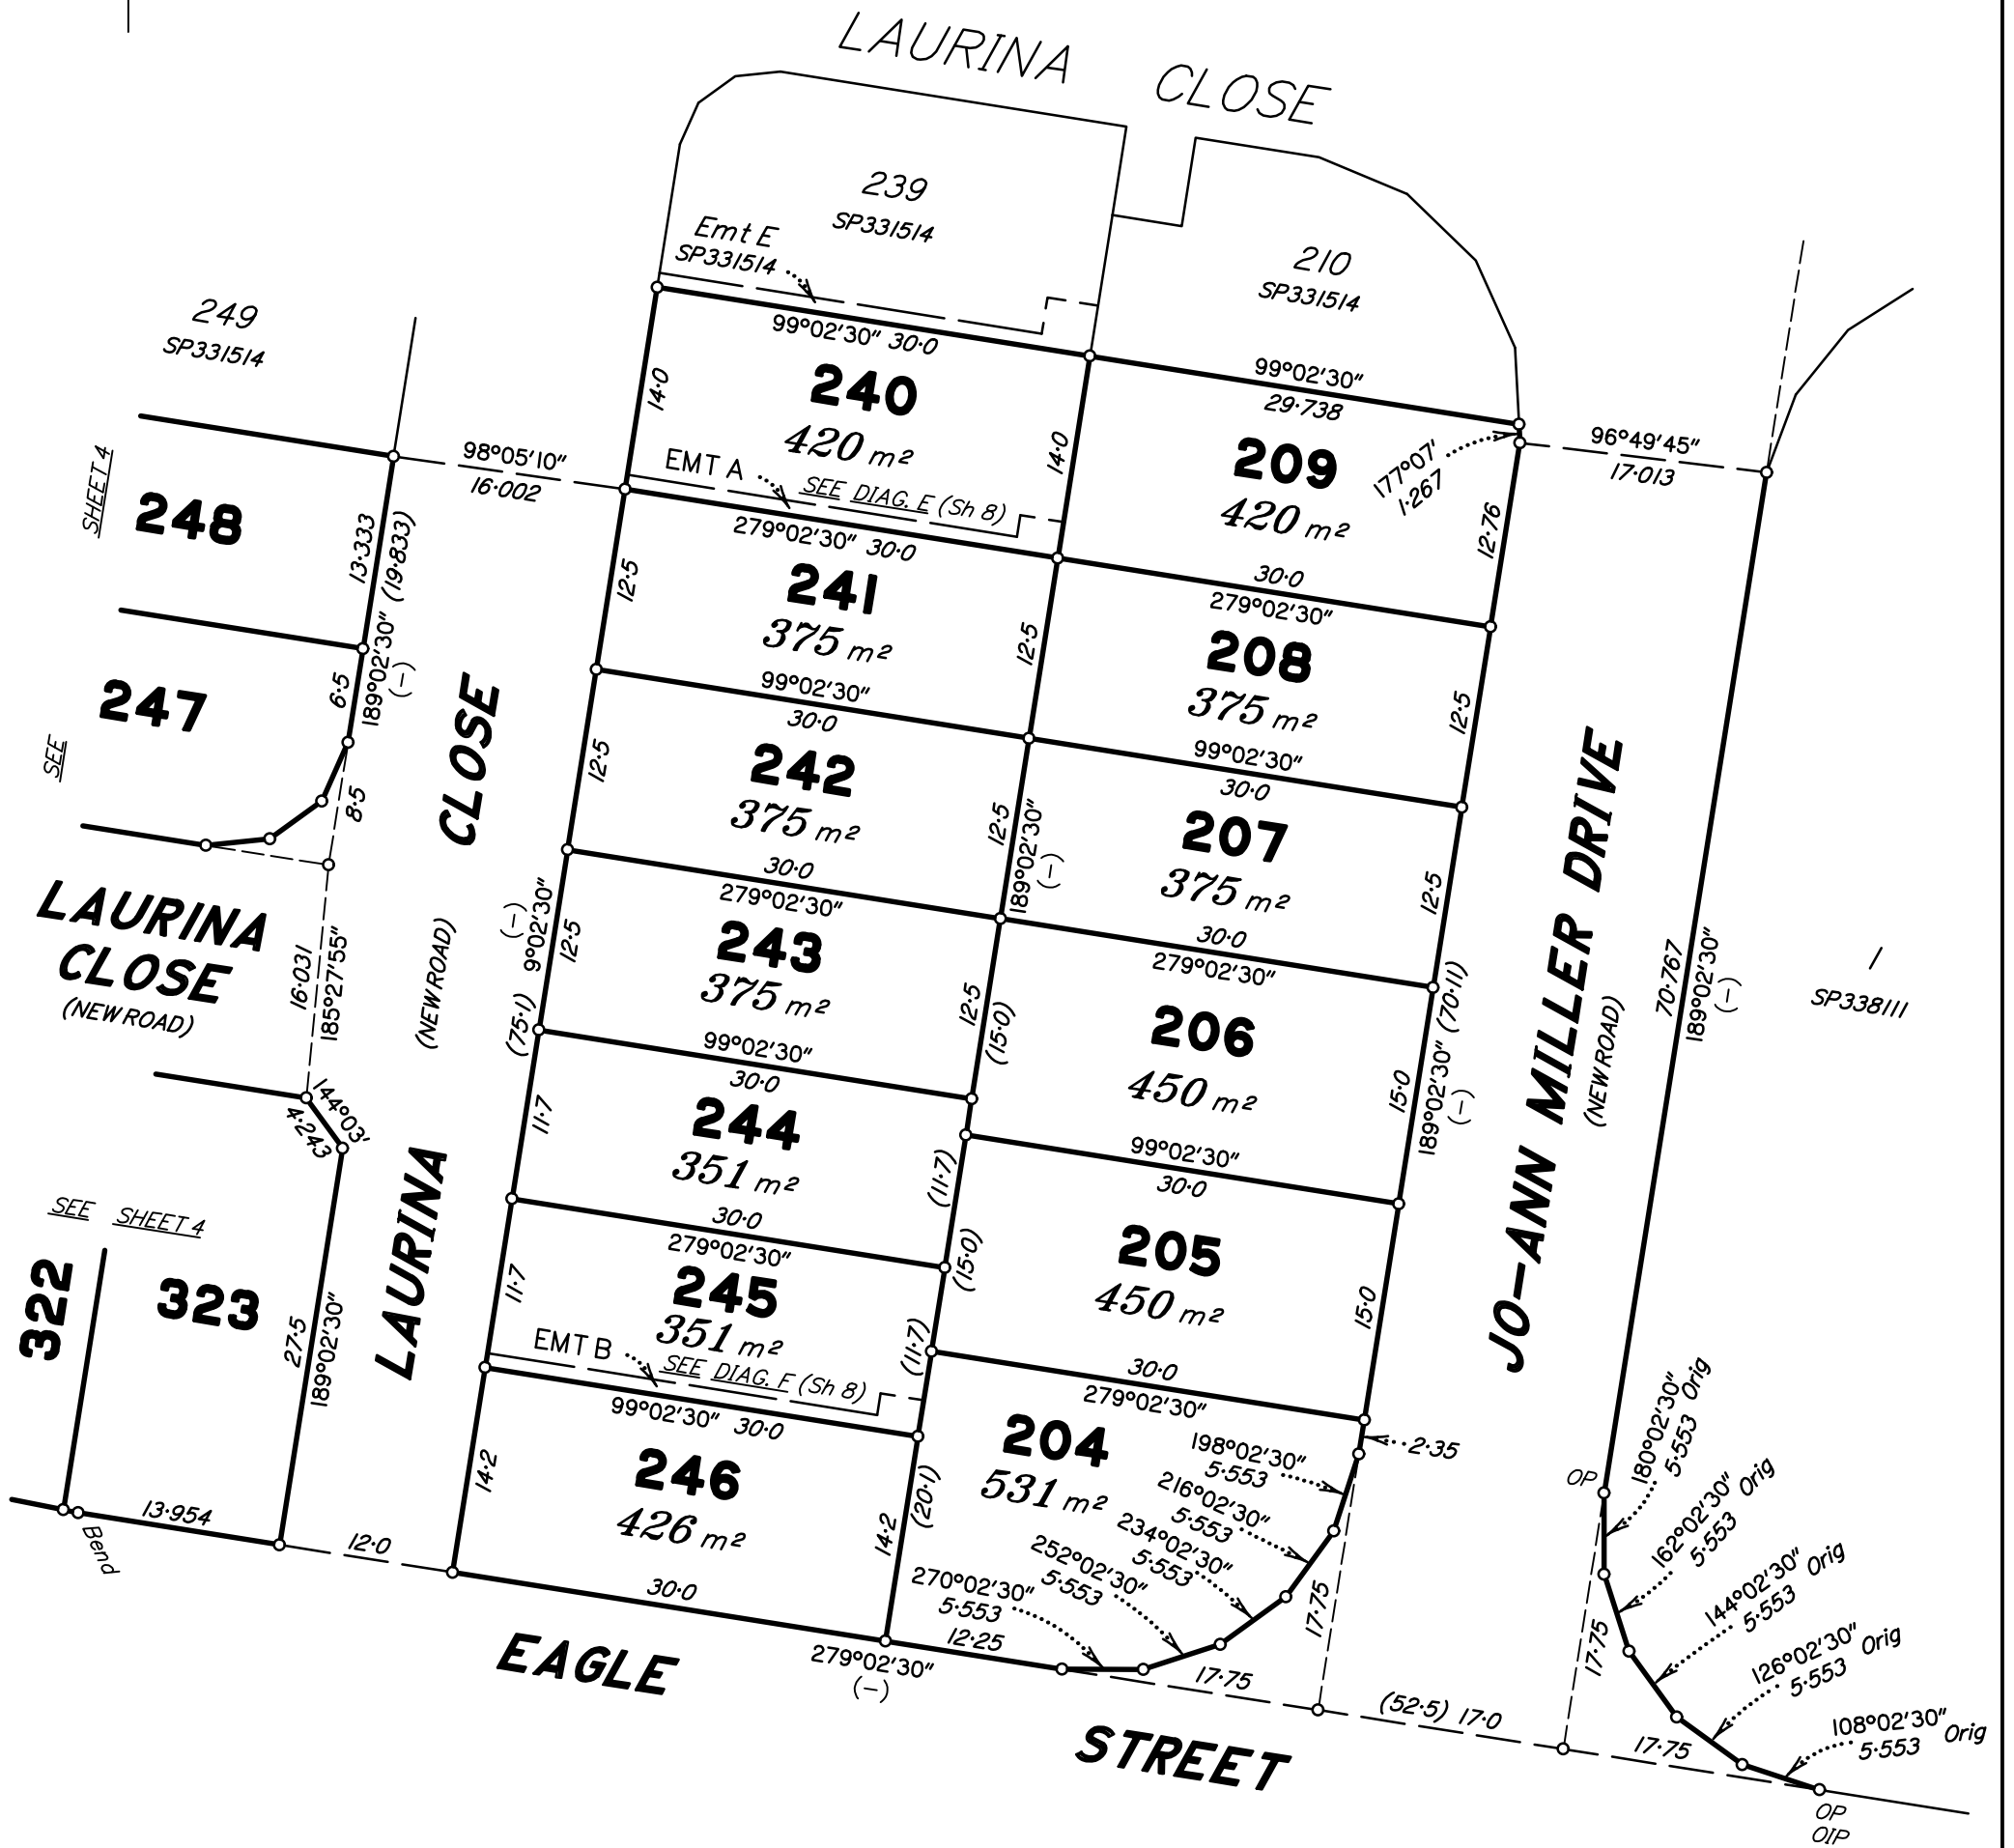 LAURINA CLOSE
239
SP331514
Emt E
SP331514
210
SP331514
249
SP331514
99°02'30" 30·0
99°02'30"
29·738
240
420 m²
14·0
14·0
EMT A
SEE DIAG. E (Sh 8)
209
420 m²
177°07'
1·267
96°49'45"
17·013
12·76
98°05'10"
16·002
SHEET 4
248
13·333
189°02'30" (19·833)
(—)
279°02'30" 30·0
30·0
279°02'30"
12·5
241
375 m²
12·5
208
375 m²
12·5
247
6·5
SEE
8·5
99°02'30"
30·0
99°02'30"
30·0
12·5
242
375 m²
12·5
189°02'30"
(—)
207
375 m²
12·5
30·0
279°02'30"
30·0
279°02'30"
LAURINA
CLOSE
(NEW ROAD)
16·031
185°27'55"
LAURINA CLOSE
(NEW ROAD)
(75·1) 9°02'30"
(—)
12·5
243
375 m²
12·5
(15·0)
206
450 m²
15·0
189°02'30" (70·11)
(—)
JO-ANN MILLER DRIVE
(NEW ROAD)
70·767
189°02'30"
(—)
1
SP338111
99°02'30"
30·0
99°02'30"
30·0
144°03'
4·243
11·7
244
351 m²
(11·7)
(15·0)
205
450 m²
15·0
30·0
279°02'30"
SEE SHEET 4
322
323
27·5
189°02'30"
11·7
245
351 m²
(11·7)
EMT B
SEE DIAG. F (Sh 8)
30·0
279°02'30"
99°02'30" 30·0
14·2
246
426 m²
14·2
(20·1)
204
531 m²
2·35
198°02'30"
5·553
216°02'30"
5·553
234°02'30"
5·553
252°02'30"
5·553
270°02'30"
5·553
12·25
17·75
17·75
13·954
Bend
12·0
30·0
279°02'30"
(—)
EAGLE STREET
(52·5) 17·0
17·75
17·75
OP
180°02'30" Orig
5·553
162°02'30" Orig
5·553
144°02'30" Orig
5·553
126°02'30" Orig
5·553
108°02'30" Orig
5·553
OP
OIP